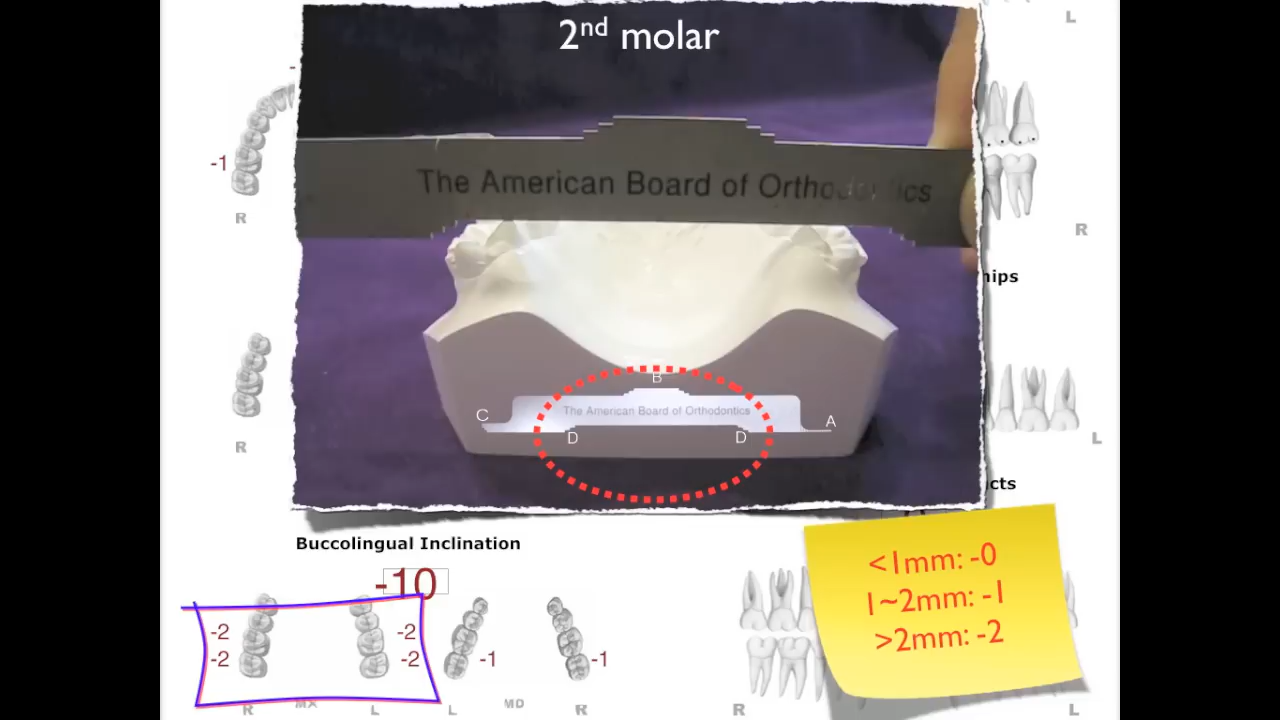 2nd molar
L
The American Board of Orthodontics
-1
R
R
hips
B
The American Board of Orthodontics
C
A
D
D
R
L
cts
Buccolingual Inclination
-10
-2
-2
-2
-2
-1
-1
<1mm: -0
1~2mm: -1
>2mm: -2
R
MX
L
L
MD
R
R
L